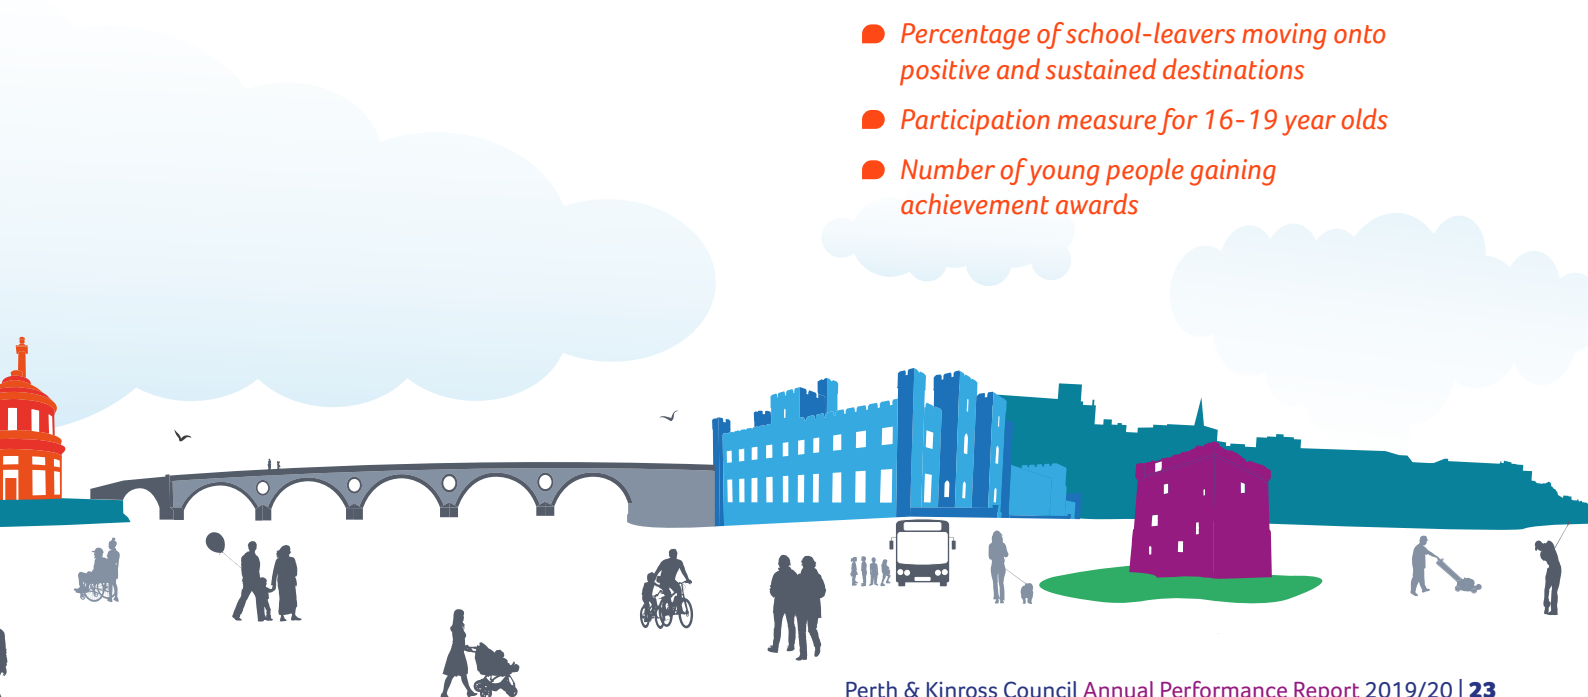 Percentage of school-leavers moving onto
positive and sustained destinations
Participation measure for 16-19 year olds
Number of young people gaining
achievement awards
Perth & Kinross Council Annual Performance Report 2019/20 | 23